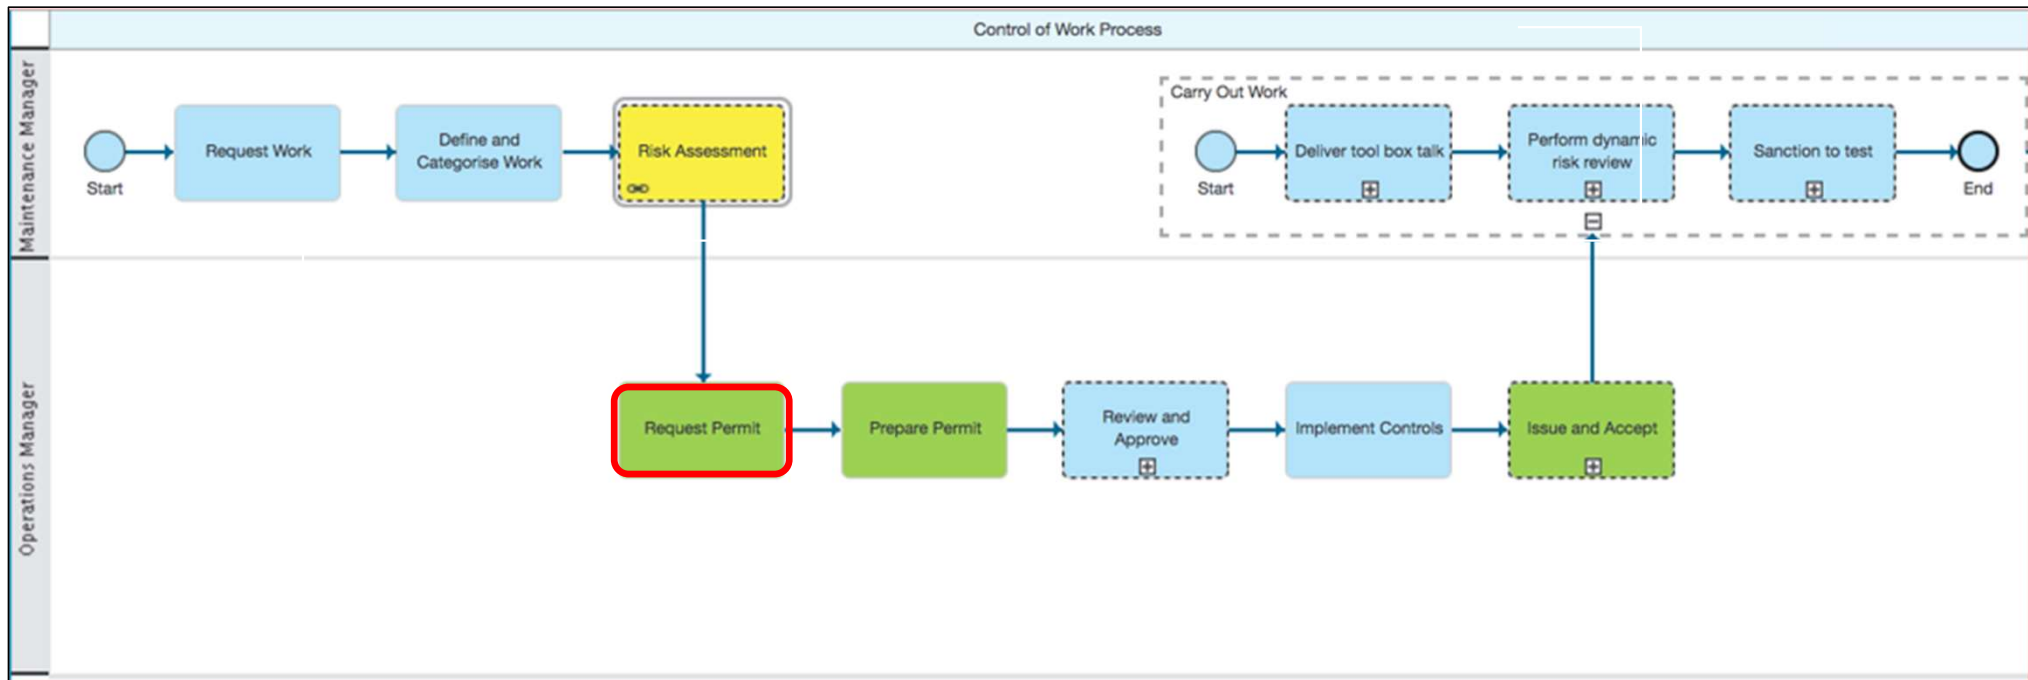 Control of Work Process
Maintenance Manager
Start
Request Work
Define and
Categorise Work
Risk Assessment
Carry Out Work
Start
Deliver tool box talk
Perform dynamic
risk review
Sanction to test
End
Operations Manager
Request Permit
Prepare Permit
Review and
Approve
Implement Controls
Issue and Accept